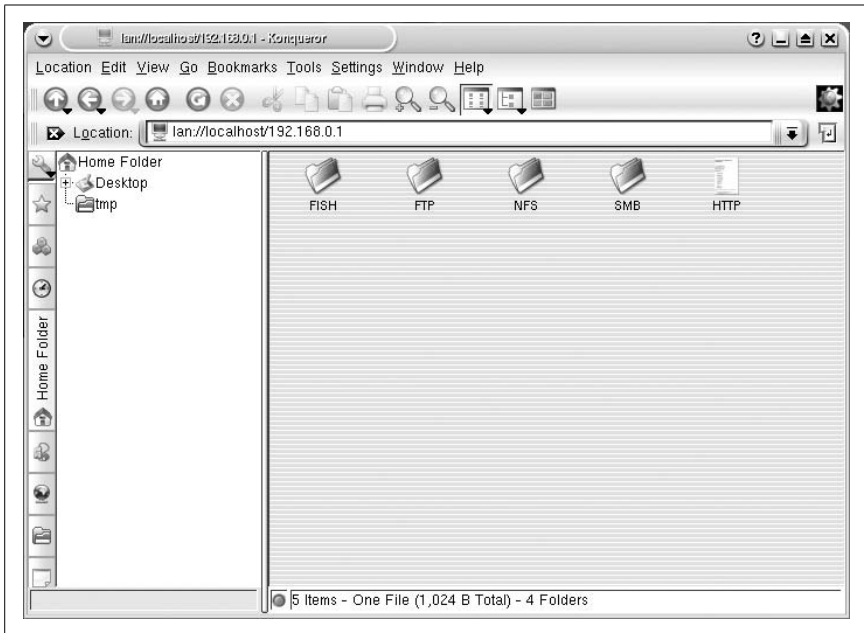 lan://localhost/192.168.0.1 - Konqueror
Location Edit View Go Bookmarks Tools Settings Window Help
Location: lan://localhost/192.168.0.1
Home Folder
Desktop
tmp
Home Folder
FISH FTP NFS SMB HTTP
5 Items - One File (1,024 B Total) - 4 Folders